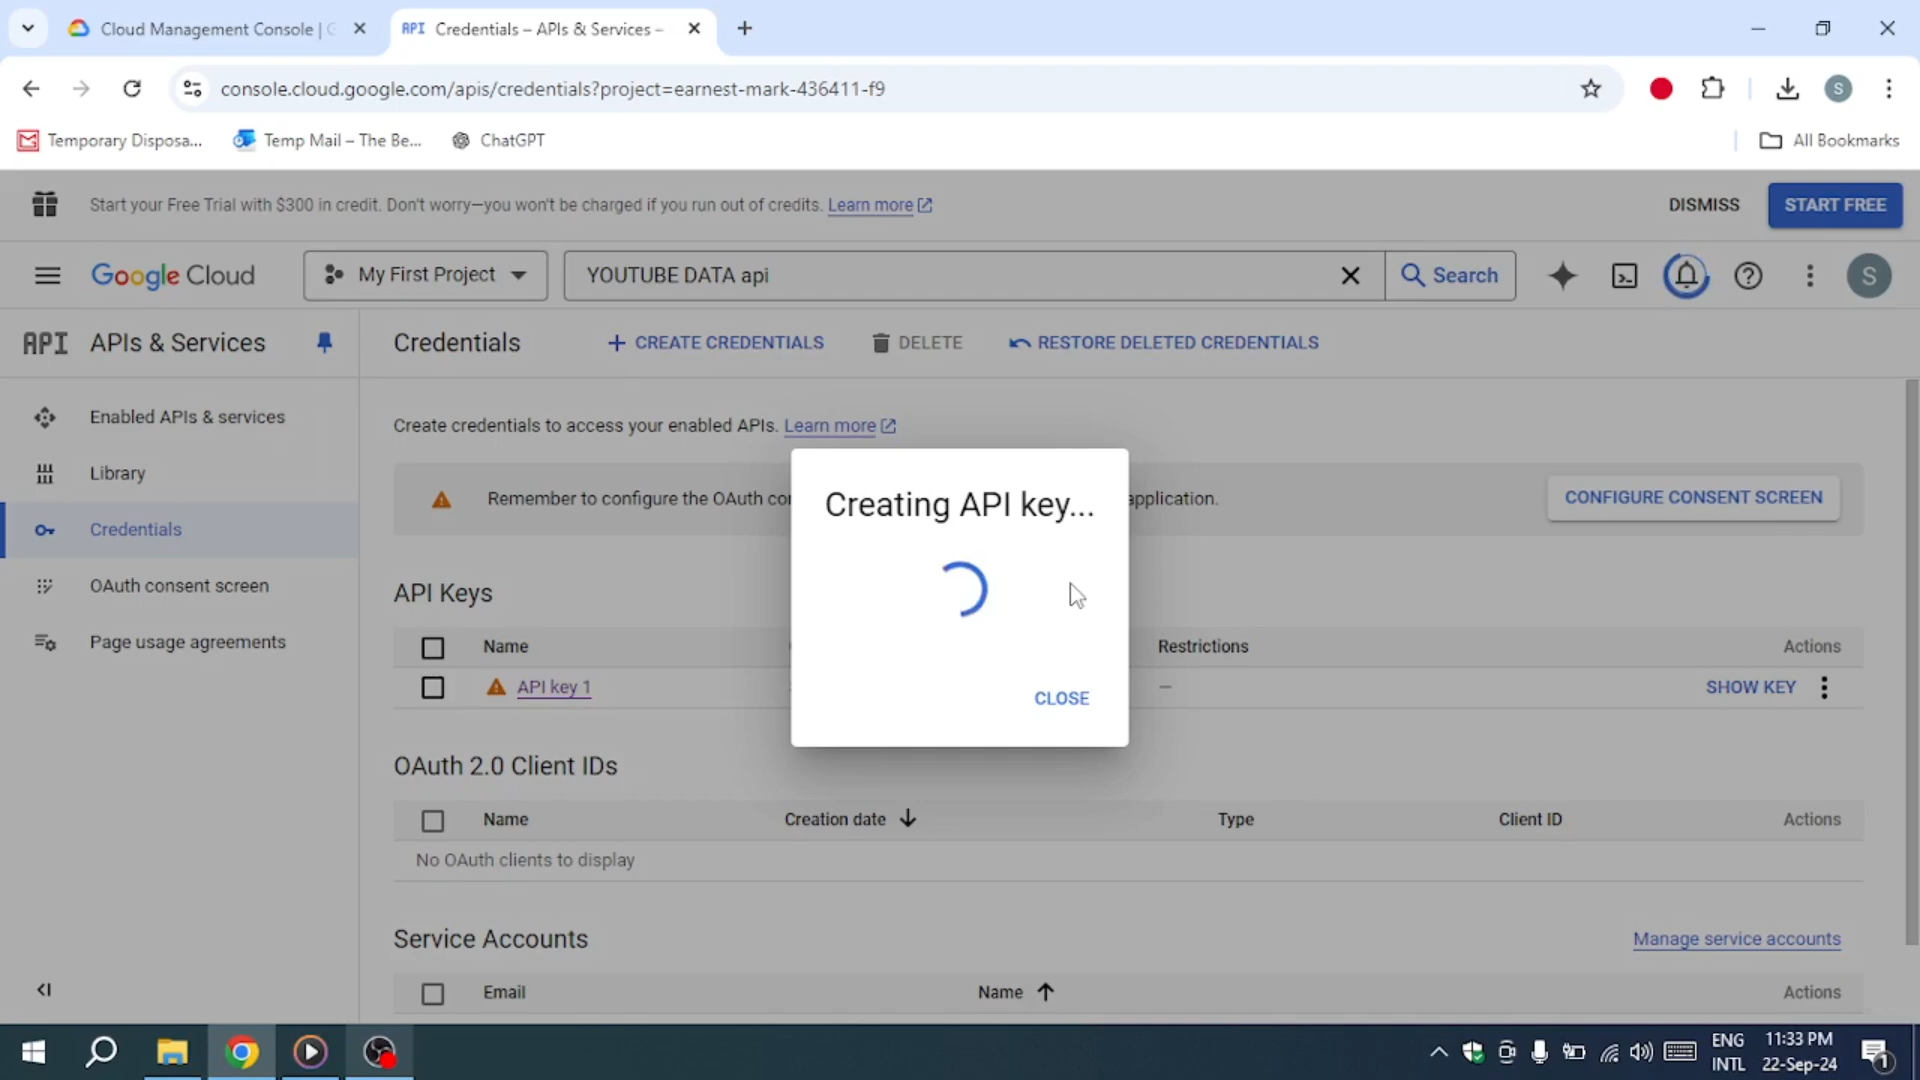 Cloud Management Console | G
API Credentials – APIs & Services –
console.cloud.google.com/apis/credentials?project=earnest-mark-436411-f9
S
Temporary Disposa...
Temp Mail – The Be...
ChatGPT
All Bookmarks
Start your Free Trial with $300 in credit. Don't worry—you won't be charged if you run out of credits. Learn more
DISMISS
START FREE
Google Cloud
My First Project
YOUTUBE DATA api
Search
S
API APIs & Services
Credentials
CREATE CREDENTIALS
DELETE
RESTORE DELETED CREDENTIALS
Enabled APIs & services
Library
Credentials
OAuth consent screen
Page usage agreements
Create credentials to access your enabled APIs. Learn more
Remember to configure the OAuth co
application.
CONFIGURE CONSENT SCREEN
Creating API key...
CLOSE
API Keys
Name
Restrictions
Actions
API key 1
–
SHOW KEY
OAuth 2.0 Client IDs
Name
Creation date
Type
Client ID
Actions
No OAuth clients to display
Service Accounts
Manage service accounts
Email
Name
Actions
ENG
INTL
11:33 PM
22-Sep-24
1